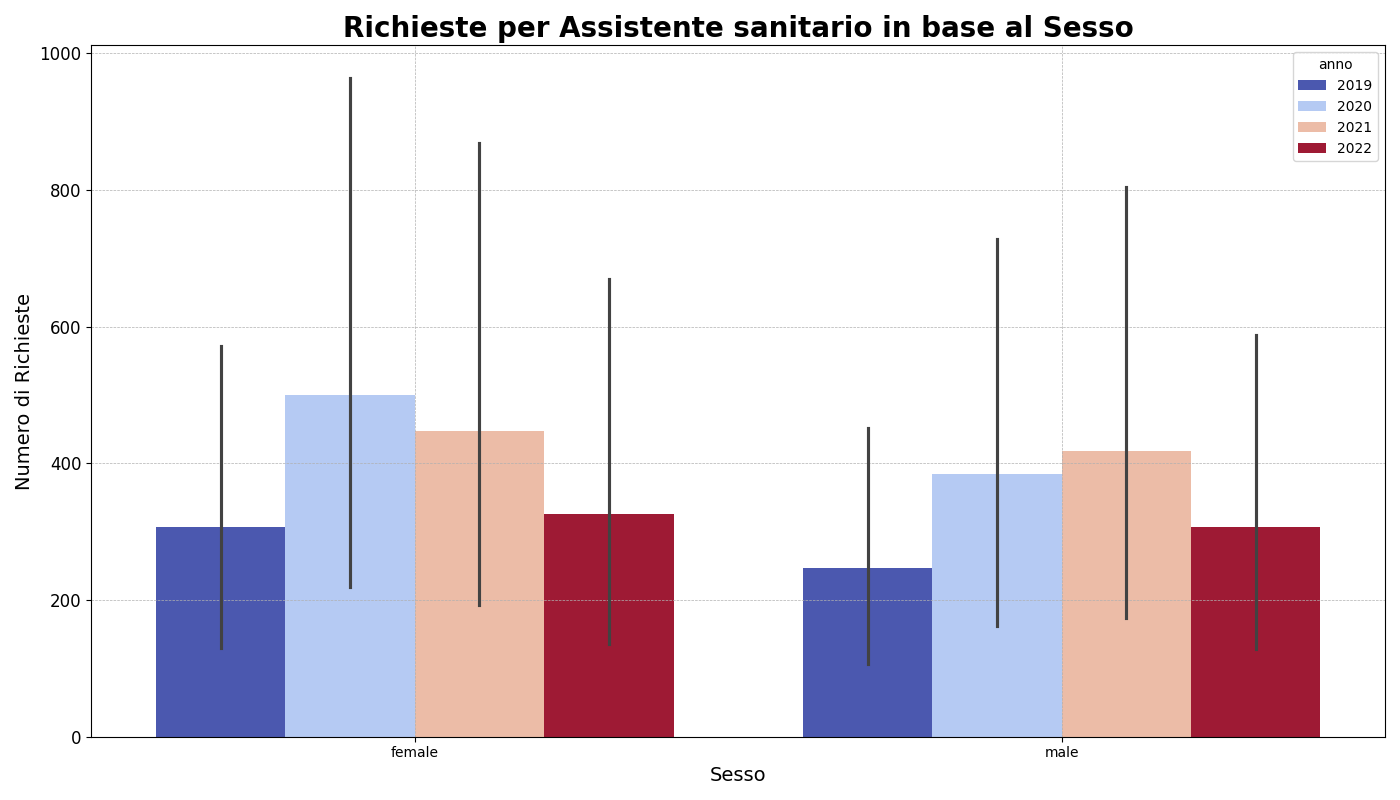 Richieste per Assistente sanitario in base al Sesso
1000
800
600
400
200
0
Numero di Richieste
anno
2019
2020
2021
2022
female
male
Sesso